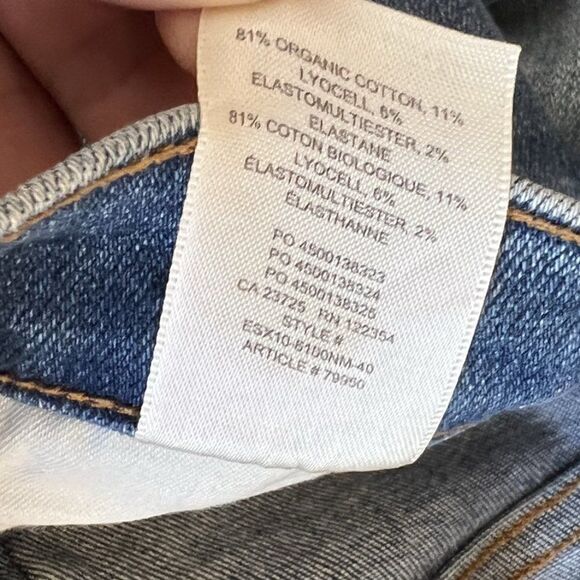 81% ORGANIC COTTON, 11%
LYOCELL, 6%
ELASTOMULTIESTER, 2%
ELASTANE
81% COTON BIOLOGIQUE, 11%
LYOCELL, 6%
ÉLASTOMULTIESTER, 2%
ÉLASTHANNE
PO 4500138323
PO 4500138324
PO 4500138325
CA 23725 RN 122354
STYLE #
ESX10-6100NM-40
ARTICLE # 79950